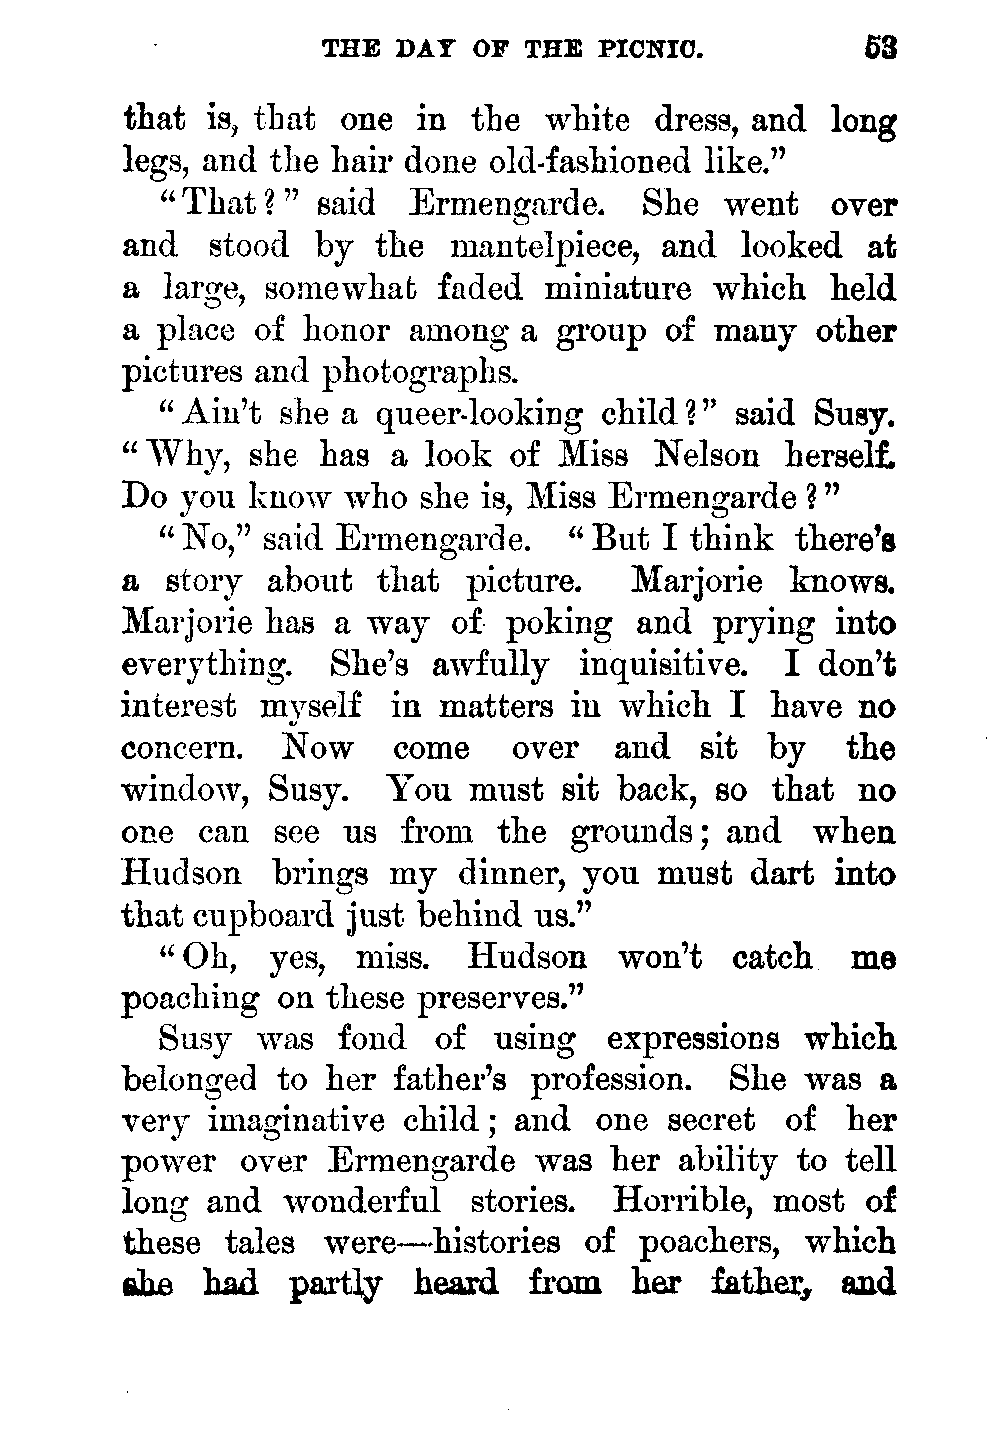 THE DAY OF THE PICNIC. 53
that is, that one in the white dress, and long
legs, and the hair done old-fashioned like."
"That?" said Ermengarde. She went over
and stood by the mantelpiece, and looked at
a large, somewhat faded miniature which held
a place of honor among a group of many other
pictures and photographs.
"Ain't she a queer-looking child?" said Susy.
"Why, she has a look of Miss Nelson herself.
Do you know who she is, Miss Ermengarde?"
"No," said Ermengarde. "But I think there's
a story about that picture. Marjorie knows.
Marjorie has a way of poking and prying into
everything. She's awfully inquisitive. I don't
interest myself in matters in which I have no
concern. Now come over and sit by the
window, Susy. You must sit back, so that no
one can see us from the grounds; and when
Hudson brings my dinner, you must dart into
that cupboard just behind us."
"Oh, yes, miss. Hudson won't catch me
poaching on these preserves."
Susy was fond of using expressions which
belonged to her father's profession. She was a
very imaginative child; and one secret of her
power over Ermengarde was her ability to tell
long and wonderful stories. Horrible, most of
these tales were—histories of poachers, which
she had partly heard from her father, and